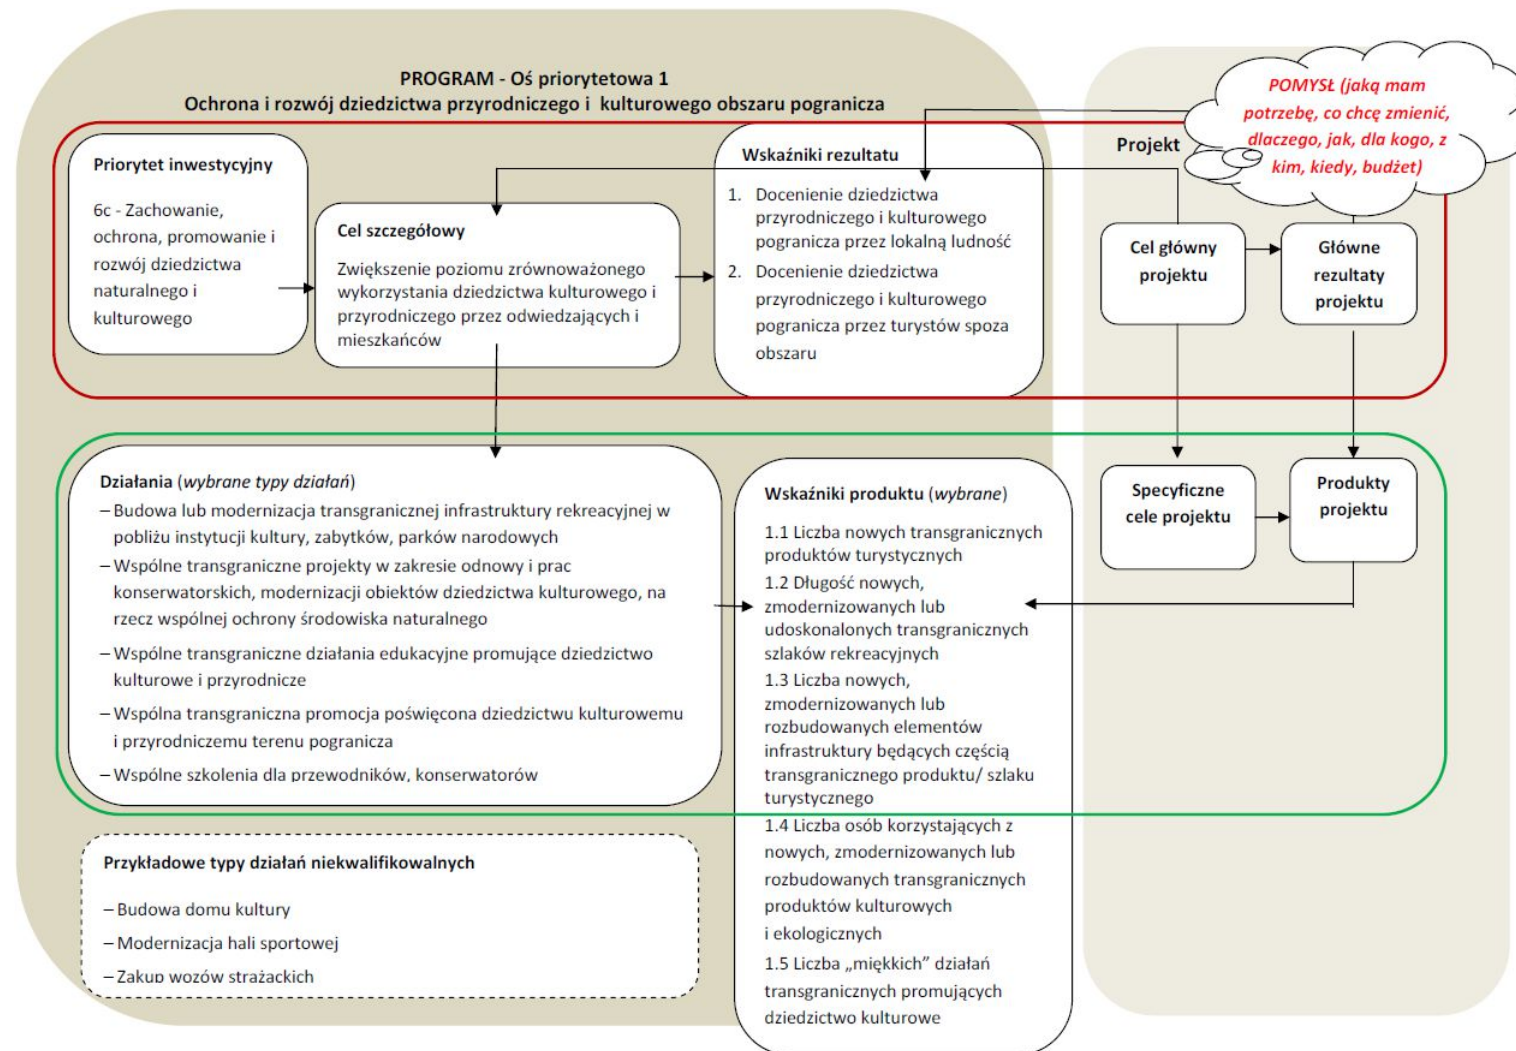 PROGRAM - Oś priorytetowa 1
Ochrona i rozwój dziedzictwa przyrodniczego i kulturowego obszaru pogranicza
Priorytet inwestycyjny
6c - Zachowanie,
ochrona, promowanie i
rozwój dziedzictwa
naturalnego i
kulturowego
Cel szczegółowy
Zwiększenie poziomu zrównoważonego
wykorzystania dziedzictwa kulturowego i
przyrodniczego przez odwiedzających i
mieszkańców
Wskaźniki rezultatu
1. Docenienie dziedzictwa
przyrodniczego i kulturowego
pogranicza przez lokalną ludność
2. Docenienie dziedzictwa
przyrodniczego i kulturowego
pogranicza przez turystów spoza
obszaru
Projekt
POMYSŁ (jaką mam
potrzebę, co chcę zmienić,
dlaczego, jak, dla kogo, z
kim, kiedy, budżet)
Cel główny
projektu
Główne
rezultaty
projektu
Działania (wybrane typy działań)
– Budowa lub modernizacja transgranicznej infrastruktury rekreacyjnej w
pobliżu instytucji kultury, zabytków, parków narodowych
– Wspólne transgraniczne projekty w zakresie odnowy i prac
konserwatorskich, modernizacji obiektów dziedzictwa kulturowego, na
rzecz wspólnej ochrony środowiska naturalnego
– Wspólne transgraniczne działania edukacyjne promujące dziedzictwo
kulturowe i przyrodnicze
– Wspólna transgraniczna promocja poświęcona dziedzictwu kulturowemu
i przyrodniczemu terenu pogranicza
– Wspólne szkolenia dla przewodników, konserwatorów
Wskaźniki produktu (wybrane)
1.1 Liczba nowych transgranicznych
produktów turystycznych
1.2 Długość nowych,
zmodernizowanych lub
udoskonalonych transgranicznych
szlaków rekreacyjnych
1.3 Liczba nowych,
zmodernizowanych lub
rozbudowanych elementów
infrastruktury będących częścią
transgranicznego produktu/ szlaku
turystycznego
1.4 Liczba osób korzystających z
nowych, zmodernizowanych lub
rozbudowanych transgranicznych
produktów kulturowych
i ekologicznych
1.5 Liczba „miękkich” działań
transgranicznych promujących
dziedzictwo kulturowe
Specyficzne
cele projektu
Produkty
projektu
Przykładowe typy działań niekwalifikowalnych
– Budowa domu kultury
– Modernizacja hali sportowej
– Zakup wozów strażackich